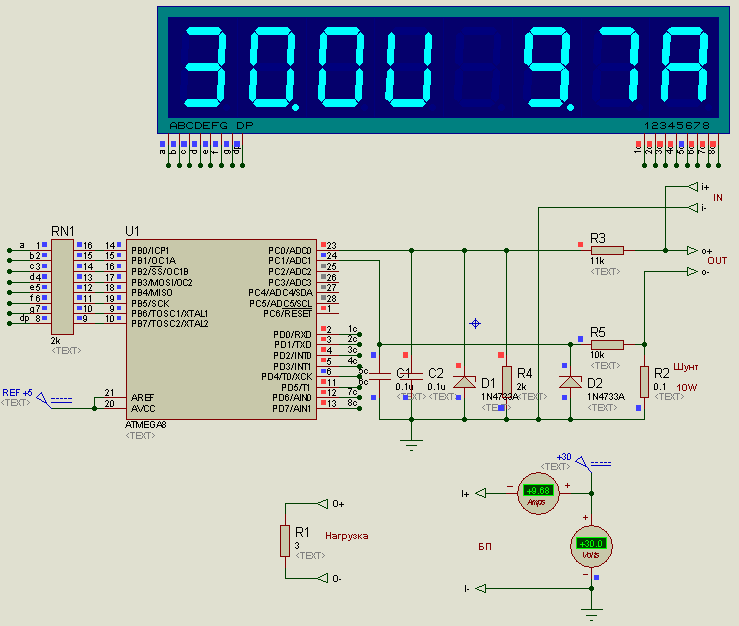 30.0U 9.7A
ABCDEFG DP
12345678
a b c d e f g dp
1c 2c 3c 4c 5c 6c 7c 8c
i+
IN
i-
RN1
U1
a 1 16 14 PB0/ICP1 PC0/ADC0 23
b 2 15 15 PB1/OC1A PC1/ADC1 24
c 3 14 16 PB2/SS/OC1B PC2/ADC2 25
d 4 13 17 PB3/MOSI/OC2 PC3/ADC3 26
e 5 12 18 PB4/MISO PC4/ADC4/SDA 27
f 6 11 19 PB5/SCK PC5/ADC5/SCL 28
g 7 10 9 PB6/TOSC1/XTAL1 PC6/RESET 1
dp 8 9 10 PB7/TOSC2/XTAL2
2k
<TEXT>
PD0/RXD 2 1c
PD1/TXD 3 2c
PD2/INT0 4 3c
PD3/INT1 5 4c
PD4/T0/XCK 6 5c
PD5/T1 11 6c
21 AREF PD6/AIN0 12 7c
20 AVCC PD7/AIN1 13 8c
REF +5
<TEXT>
ATMEGA8
<TEXT>
R3
11k
<TEXT>
o+
OUT
o-
R5
10k
<TEXT>
C1
0.1u
<TEXT>
C2
0.1u
<TEXT>
D1
1N4733A
<TEXT>
R4
2k
<TEXT>
D2
1N4733A
<TEXT>
R2
0.1
<TEXT>
Шунт
10W
+30
<TEXT>
I+
+9.68
Amps
+
−
БП
+
+30.0
Volts
−
I-
0+
R1
3
<TEXT>
Нагрузка
0-